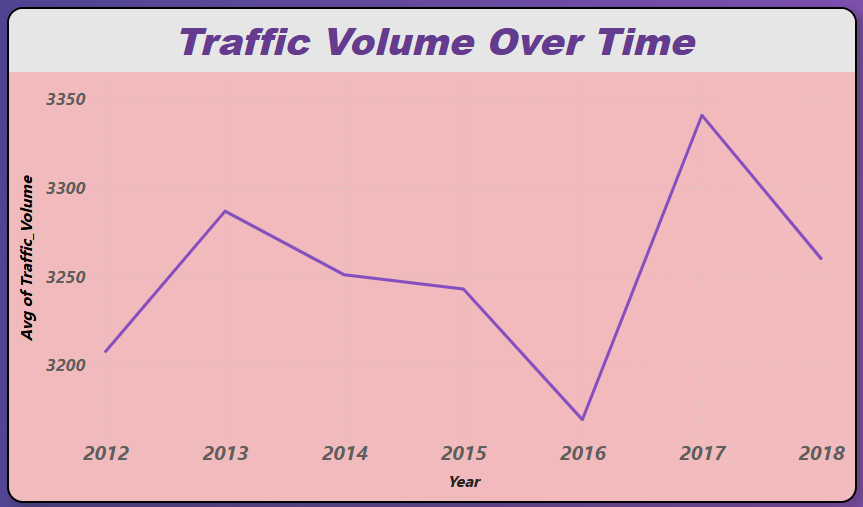 Traffic Volume Over Time
3350
3300
3250
3200
Avg of Traffic_Volume
2012 2013 2014 2015 2016 2017 2018
Year